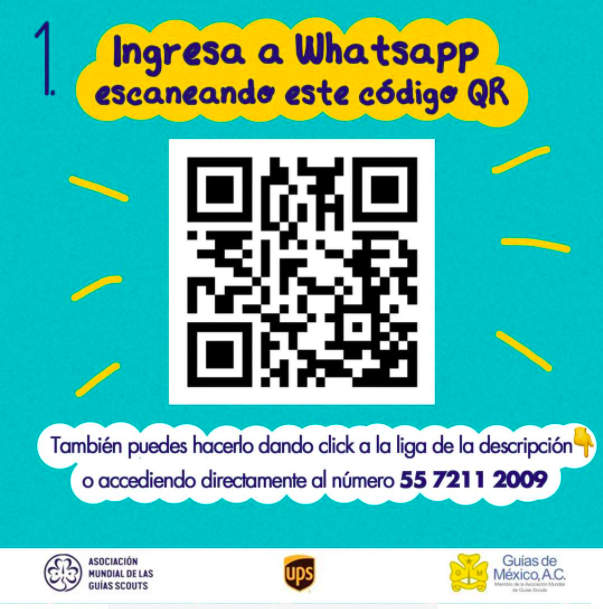 1.
Ingresa a Whatsapp
escaneando este código QR
También puedes hacerlo dando click a la liga de la descripción👇
o accediendo directamente al número 55 7211 2009
ASOCIACIÓN
MUNDIAL DE LAS
GUÍAS SCOUTS
ups
G M
Guías de
México, A.C.
Miembro de la Asociación Mundial
de Guías Scouts